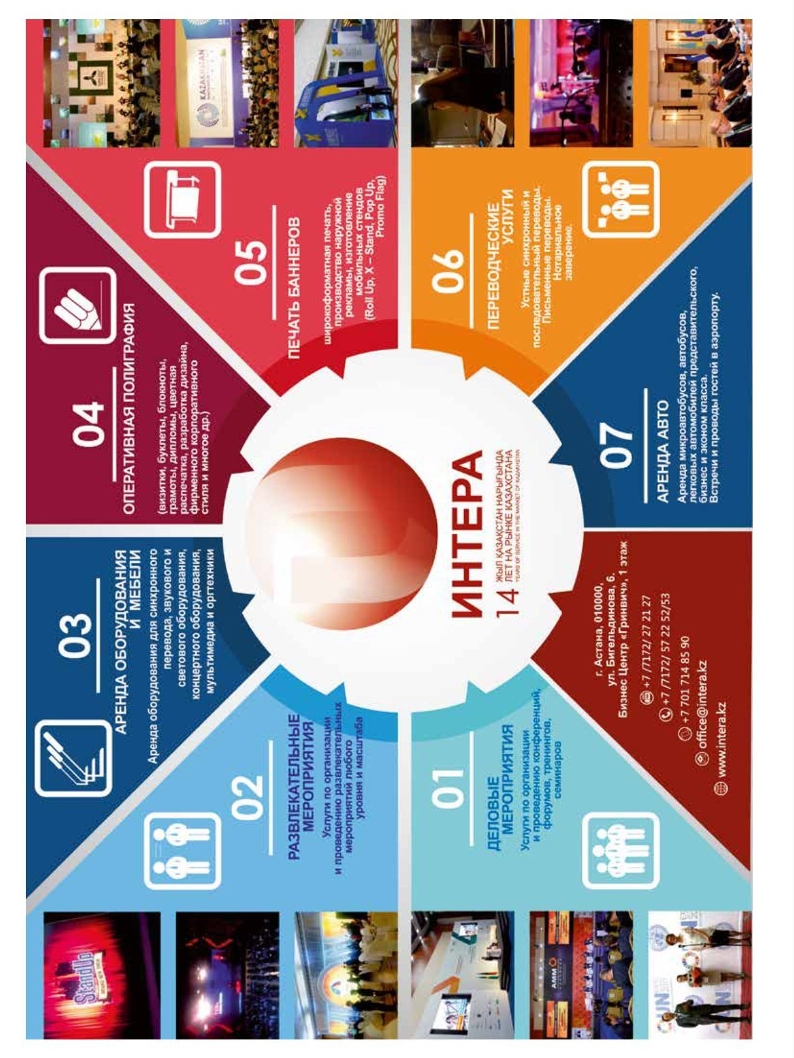 01
ДЕЛОВЫЕ
МЕРОПРИЯТИЯ
Услуги по организации
и проведению конференций,
форумов, тренингов,
семинаров
02
РАЗВЛЕКАТЕЛЬНЫЕ
МЕРОПРИЯТИЯ
Услуги по организации
и проведению развлекательных
мероприятий любого
уровня и масштаба
03
АРЕНДА ОБОРУДОВАНИЯ
И МЕБЕЛИ
Аренда оборудования для синхронного
перевода, звукового и
светового оборудования,
концертного оборудования,
мультимедиа и оргтехники
04
ОПЕРАТИВНАЯ ПОЛИГРАФИЯ
(визитки, буклеты, блокноты,
грамоты, дипломы, цветная
распечатка, разработка дизайна,
фирменного корпоративного
стиля и многое др.)
05
ПЕЧАТЬ БАННЕРОВ
широкоформатная печать,
производство наружной
рекламы, изготовление
мобильных стендов
(Roll Up, X – Stand, Pop Up,
Promo Flag)
06
ПЕРЕВОДЧЕСКИЕ
УСЛУГИ
Устные синхронный и
последовательный переводы.
Письменные переводы.
Нотариальное
заверение.
07
АРЕНДА АВТО
Аренда микроавтобусов, автобусов,
легковых автомобилей представительского,
бизнес и эконом класса.
Встречи и проводы гостей в аэропорту.
ИНТЕРА
14
ЖЫЛ ҚАЗАҚСТАН НАРЫҒЫНДА
ЛЕТ НА РЫНКЕ КАЗАХСТАНА
YEARS OF SERVICE IN THE MARKET OF KAZAKHSTAN
г. Астана, 010000,
ул. Бигельдинова, 6.
Бизнес Центр «Гринвич», 1 этаж
+7 /7172/ 27 21 27
+7 /7172/ 57 22 52/53
+7 701 714 85 90
office@intera.kz
www.intera.kz
StandUp
KAZAKHSTAN
AMM